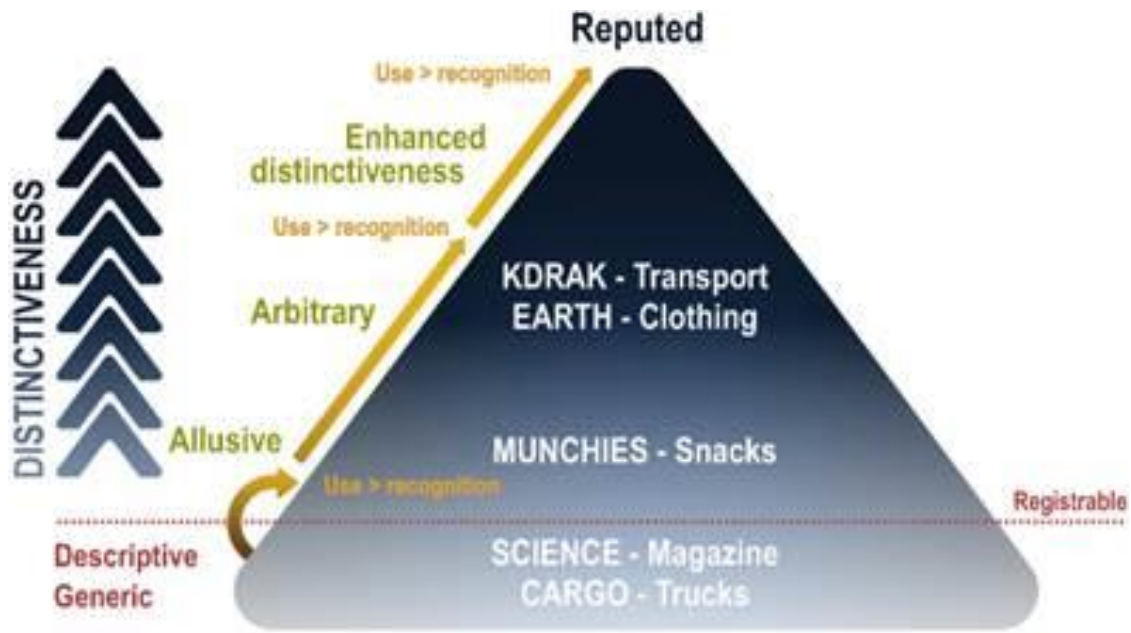 Reputed
Use > recognition
Enhanced
distinctiveness
Use > recognition
DISTINCTIVENESS
KDRAK - Transport
EARTH - Clothing
Arbitrary
Allusive
MUNCHIES - Snacks
Use > recognition
Registrable
Descriptive
Generic
SCIENCE - Magazine
CARGO - Trucks